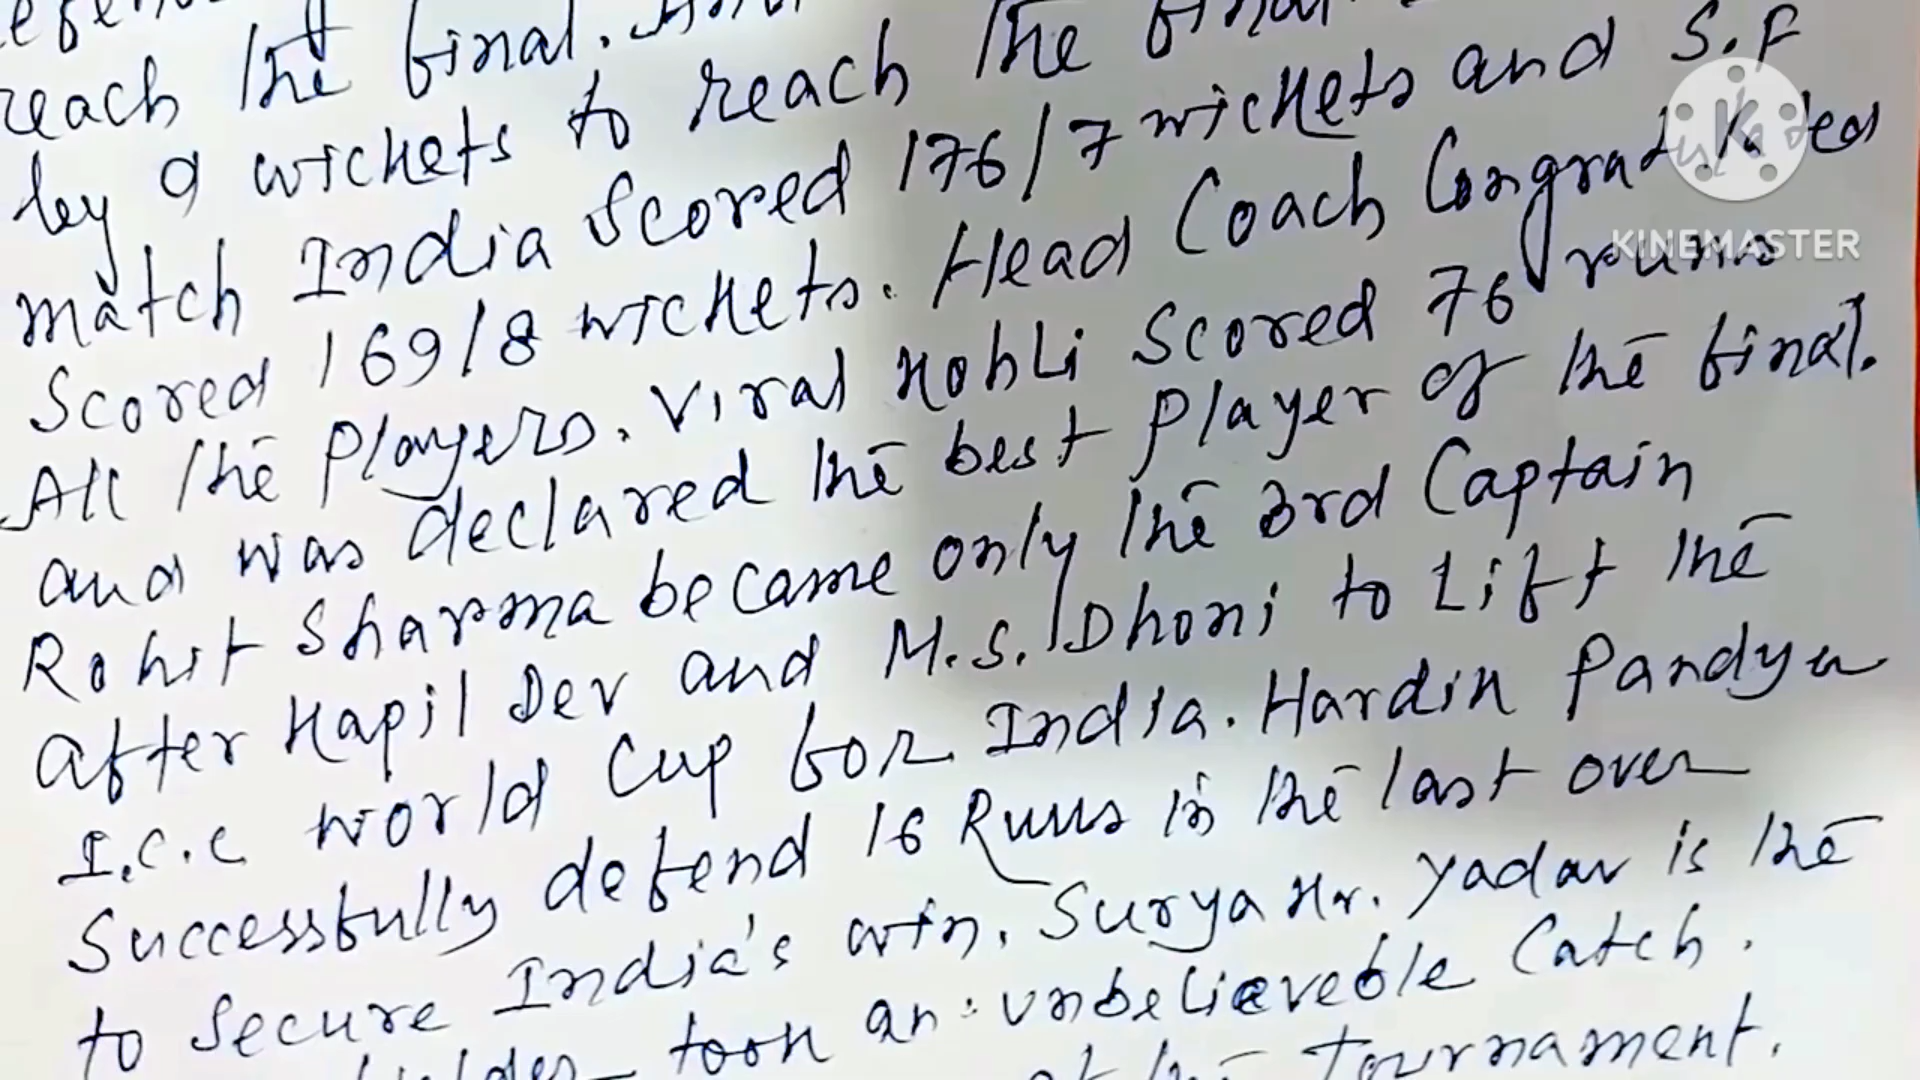 reach the final.
by 9 wickets to reach the final
match India Scored 176/7 wickets and S.F
Scored 169/8 wickets. Head Coach Congratulated
All the Players. Viral Kohli Scored 76 runs
and was declared the best player of the final.
Rohit Sharma became only the 3rd Captain
after Kapil Dev and M.S. Dhoni to Lift the
I.C.C World Cup for India. Hardik Pandya
Successfully defend 16 Runs in the last over
to Secure India's win. Surya Kr. Yadav is the
took an unbelieveble Catch.
of the Tournament.
KINEMASTER